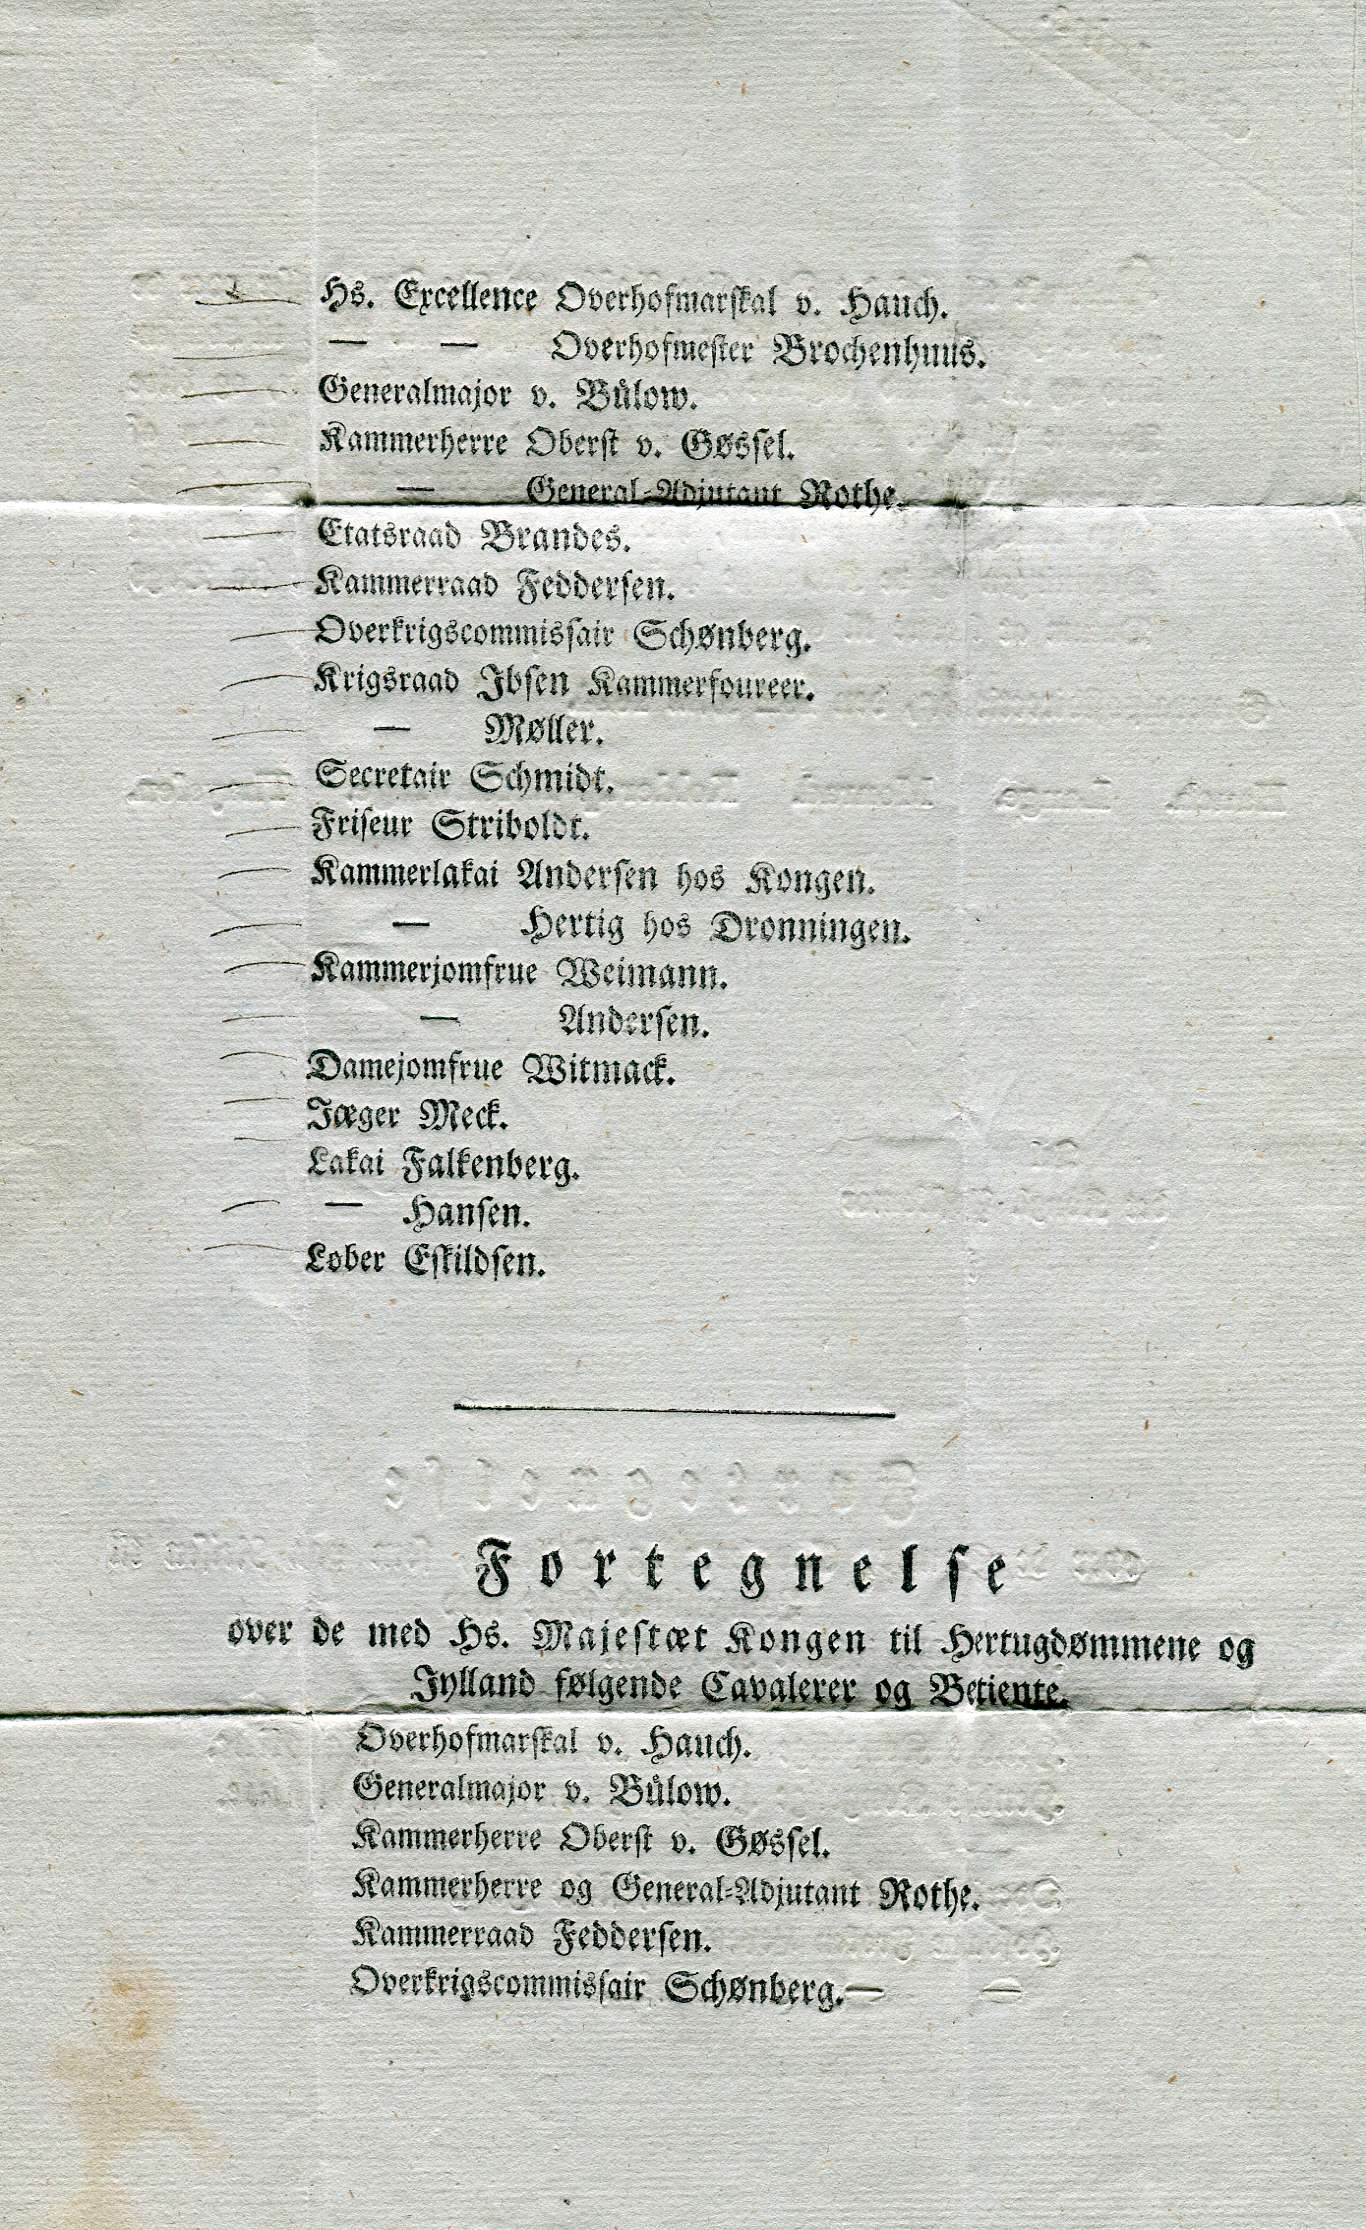 Hs. Excellence Overhofmarskal v. Hauch.
— — Overhofmester Brochenhuus.
Generalmajor v. Bülow.
Kammerherre Oberst v. Gøssel.
— General-Adjutant Rothe.
Etatsraad Brandes.
Kammerraad Feddersen.
Overkrigscommissair Schønberg.
Krigsraad Ibsen Kammerfoureer.
— Møller.
Secretair Schmidt.
Friseur Striboldt.
Kammerlakai Andersen hos Kongen.
— Hertig hos Dronningen.
Kammerjomfrue Weimann.
— Andersen.
Damejomfrue Witmack.
Jæger Meck.
Lakai Falkenberg.
— Hansen.
Løber Eskildsen.
Fortegnelse
over de med Hs. Majestæt Kongen til Hertugdømmene og
Jylland følgende Cavalerer og Betiente.
Overhofmarskal v. Hauch.
Generalmajor v. Bülow.
Kammerherre Oberst v. Gøssel.
Kammerherre og General-Adjutant Rothe.
Kammerraad Feddersen.
Overkrigscommissair Schønberg.